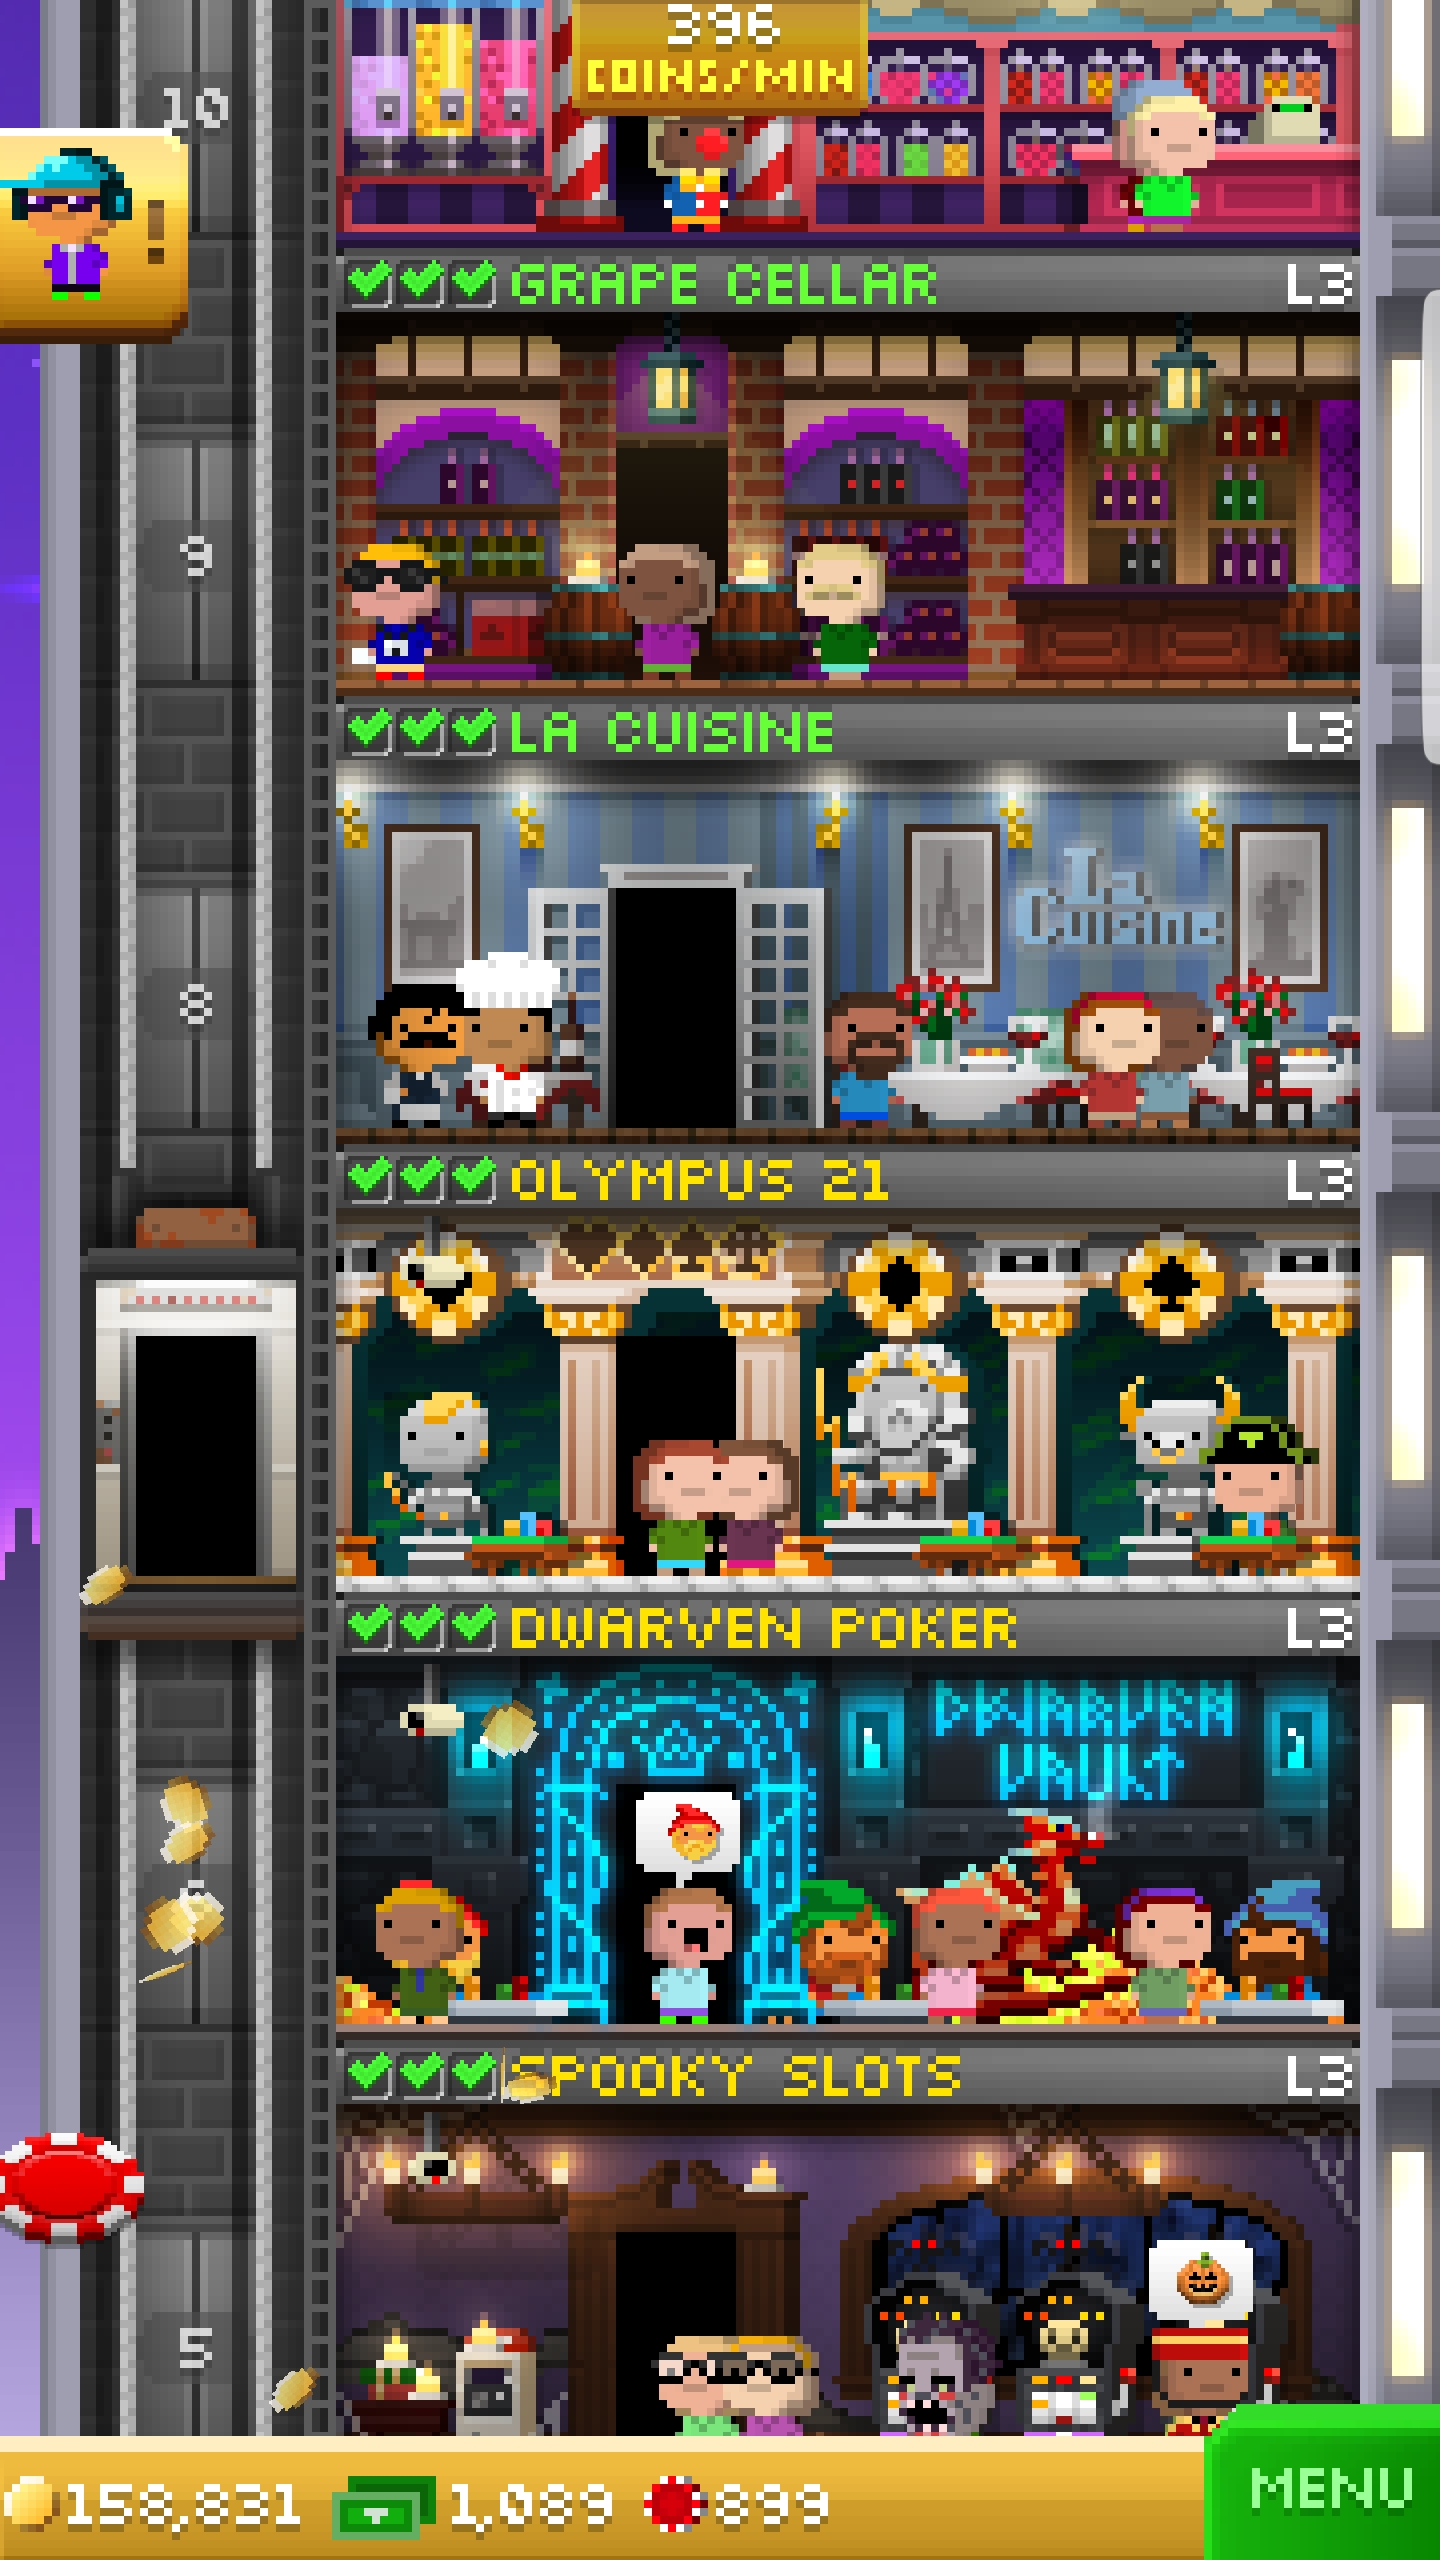 396
COINS/MIN
10
GRAPE CELLAR L3
9
LA CUISINE L3
La
Cuisine
8
OLYMPUS 21 L3
DWARVEN POKER L3
DWARVEN
VAULT
SPOOKY SLOTS L3
5
158,831 1,089 899
MENU